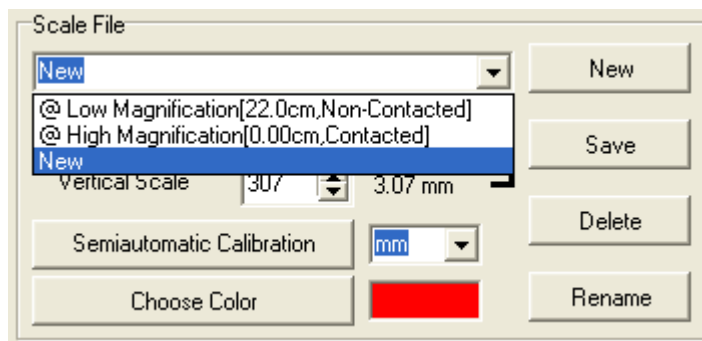 Scale File
New
New
@ Low Magnification[22.0cm,Non-Contacted]
@ High Magnification[0.00cm,Contacted]
New
Save
Vertical Scale 307 3.07 mm
Semiautomatic Calibration mm
Delete
Choose Color
Rename